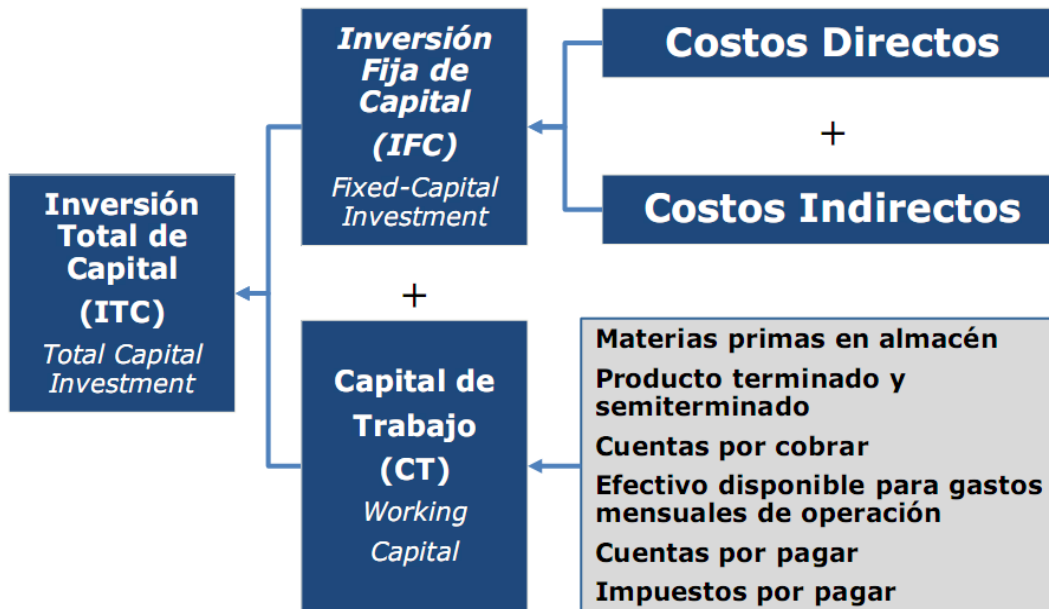 Inversión
Total de
Capital
(ITC)
Total Capital
Investment
Inversión
Fija de
Capital
(IFC)
Fixed-Capital
Investment
+
Capital de
Trabajo
(CT)
Working
Capital
Costos Directos
+
Costos Indirectos
Materias primas en almacén
Producto terminado y
semiterminado
Cuentas por cobrar
Efectivo disponible para gastos
mensuales de operación
Cuentas por pagar
Impuestos por pagar